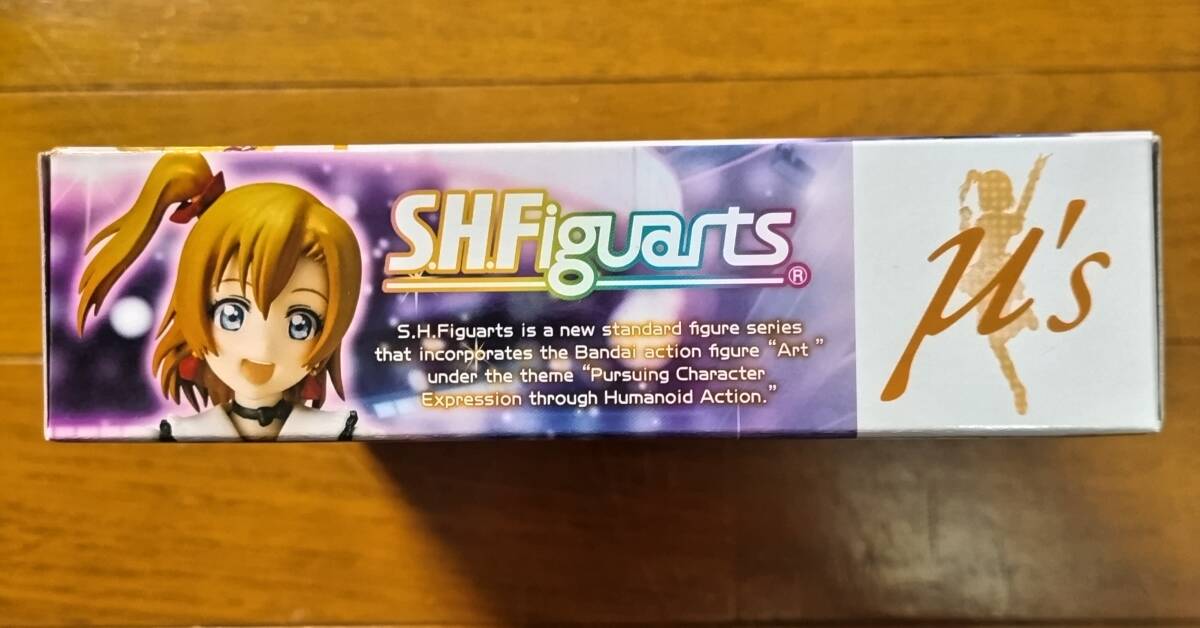 S.H.Figuarts
®
S.H.Figuarts is a new standard figure series
that incorporates the Bandai action figure “Art ”
under the theme “Pursuing Character
Expression through Humanoid Action.”
μ's